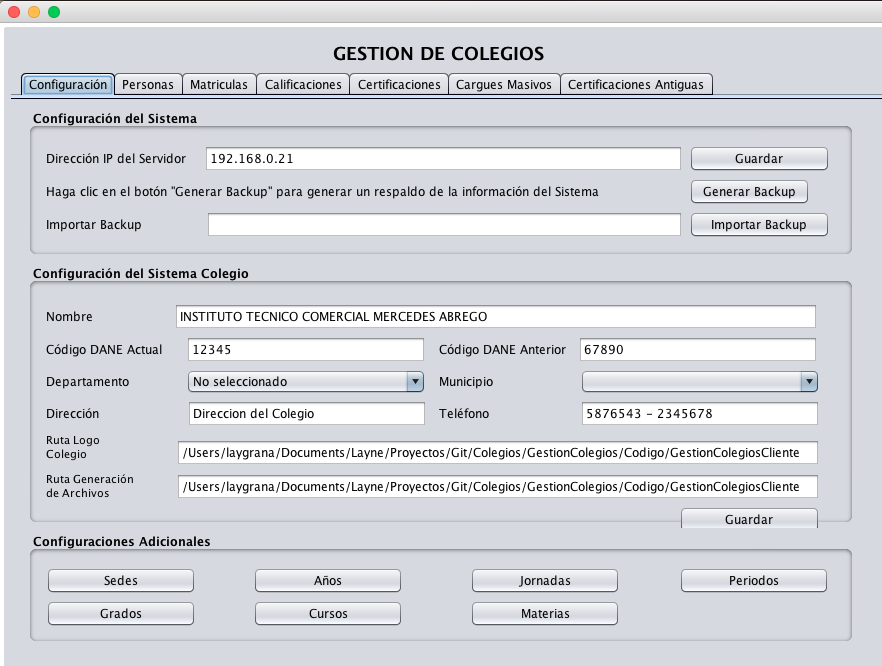 GESTION DE COLEGIOS
Configuración Personas Matriculas Calificaciones Certificaciones Cargues Masivos Certificaciones Antiguas
Configuración del Sistema
Dirección IP del Servidor 192.168.0.21 Guardar
Haga clic en el botón "Generar Backup" para generar un respaldo de la información del Sistema Generar Backup
Importar Backup Importar Backup
Configuración del Sistema Colegio
Nombre INSTITUTO TECNICO COMERCIAL MERCEDES ABREGO
Código DANE Actual 12345 Código DANE Anterior 67890
Departamento No seleccionado Municipio
Dirección Direccion del Colegio Teléfono 5876543 - 2345678
Ruta Logo
Colegio /Users/laygrana/Documents/Layne/Proyectos/Git/Colegios/GestionColegios/Codigo/GestionColegiosCliente
Ruta Generación
de Archivos /Users/laygrana/Documents/Layne/Proyectos/Git/Colegios/GestionColegios/Codigo/GestionColegiosCliente
Guardar
Configuraciones Adicionales
Sedes Años Jornadas Periodos
Grados Cursos Materias